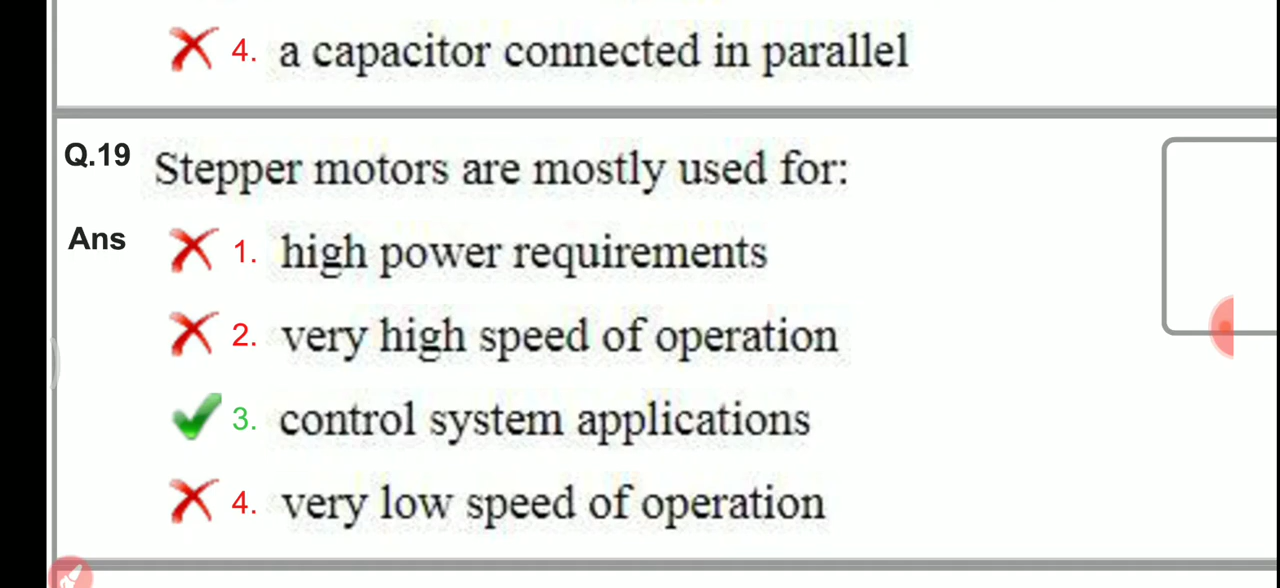 4. a capacitor connected in parallel
Q.19 Stepper motors are mostly used for:
Ans 1. high power requirements
2. very high speed of operation
3. control system applications
4. very low speed of operation